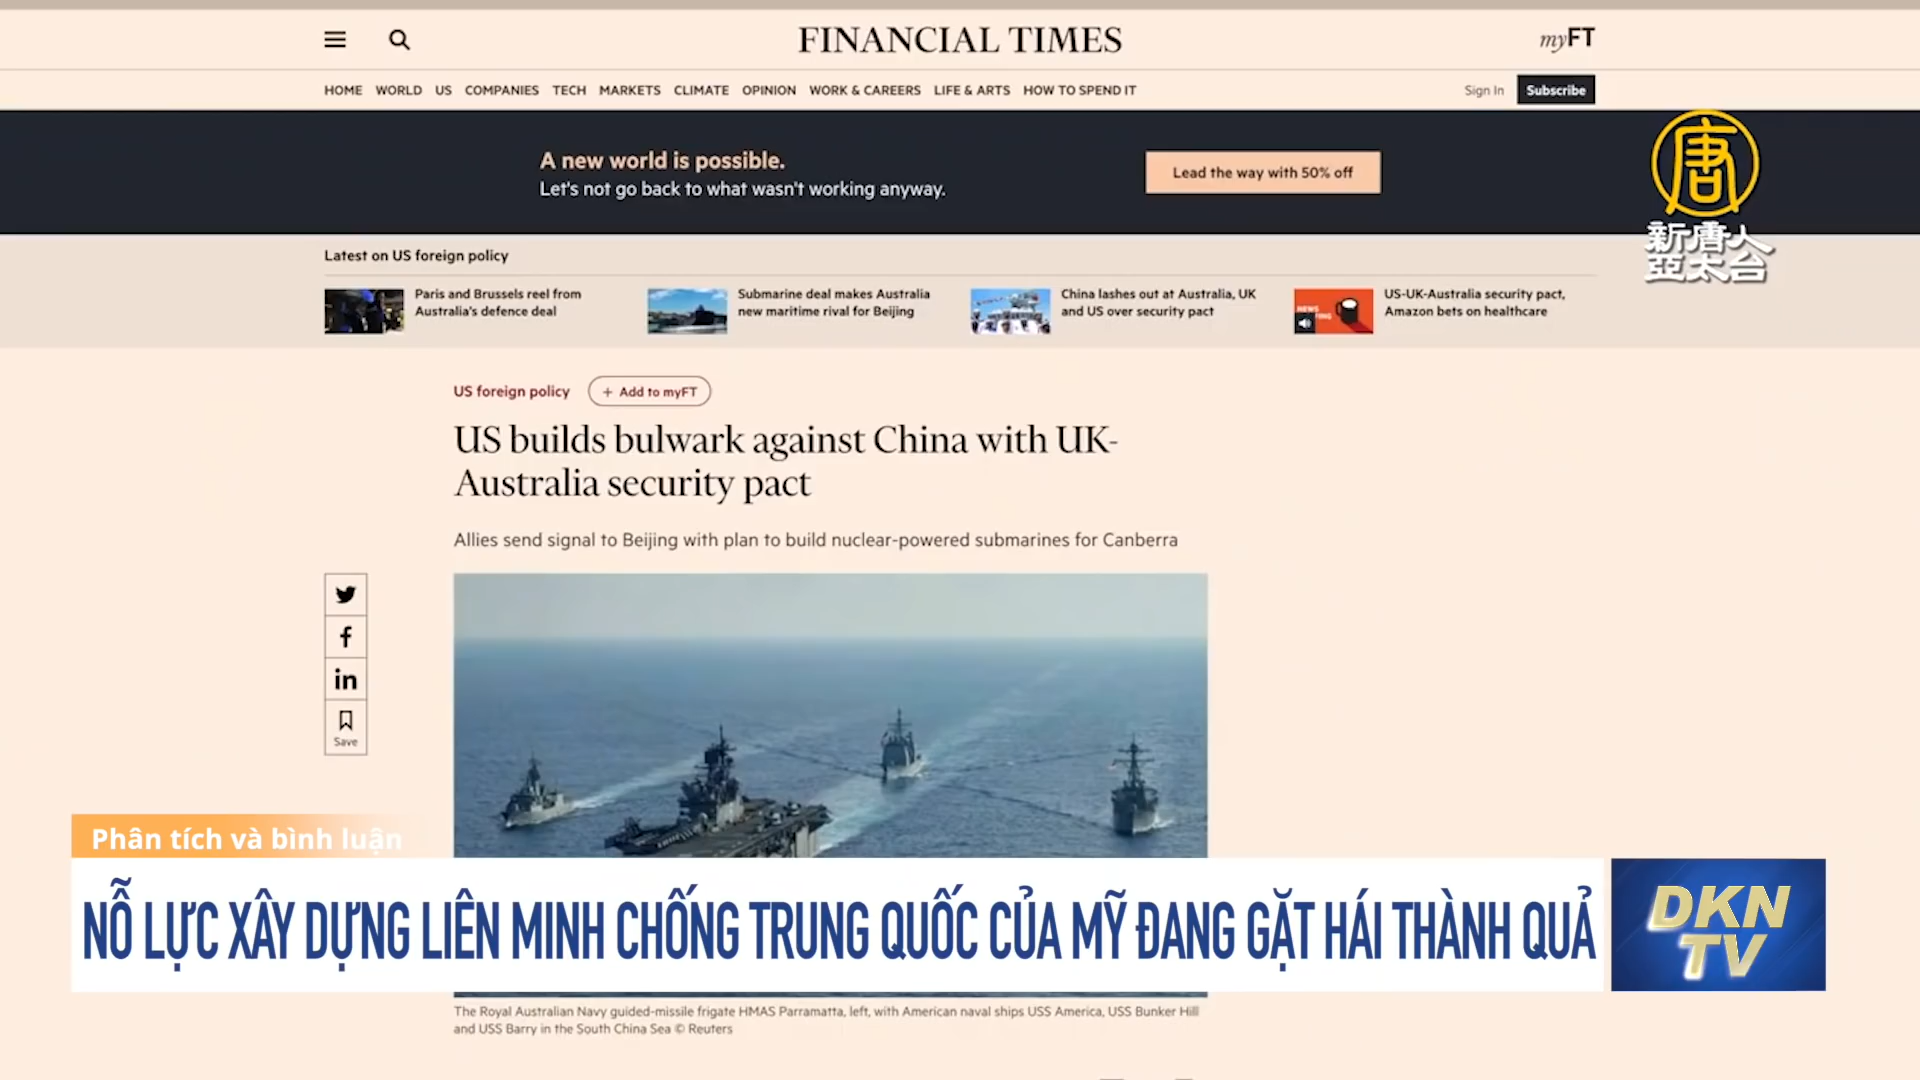 FINANCIAL TIMES
myFT
HOME WORLD US COMPANIES TECH MARKETS CLIMATE OPINION WORK & CAREERS LIFE & ARTS HOW TO SPEND IT
Sign In
Subscribe
A new world is possible.
Let's not go back to what wasn't working anyway.
Lead the way with 50% off
唐
新唐人
亞太台
Latest on US foreign policy
Paris and Brussels reel from
Australia's defence deal
Submarine deal makes Australia
new maritime rival for Beijing
China lashes out at Australia, UK
and US over security pact
US-UK-Australia security pact,
Amazon bets on healthcare
US foreign policy
+ Add to myFT
US builds bulwark against China with UK-
Australia security pact
Allies send signal to Beijing with plan to build nuclear-powered submarines for Canberra
f
in
Save
Phân tích và bình luận
NỖ LỰC XÂY DỰNG LIÊN MINH CHỐNG TRUNG QUỐC CỦA MỸ ĐANG GẶT HÁI THÀNH QUẢ
DKN
TV
The Royal Australian Navy guided-missile frigate HMAS Parramatta, left, with American naval ships USS America, USS Bunker Hill
and USS Barry in the South China Sea © Reuters